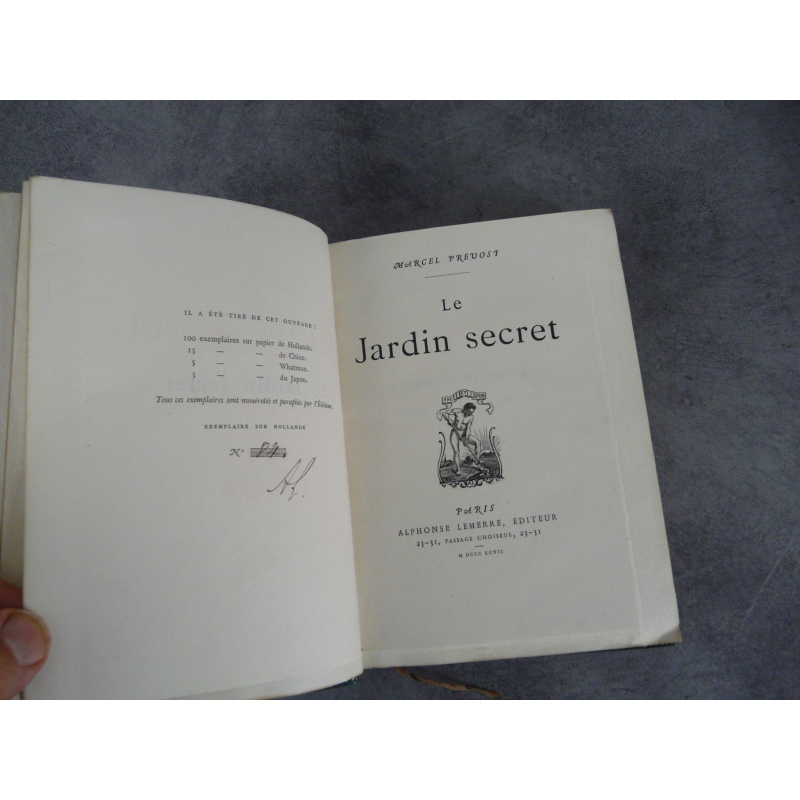 IL A ÉTÉ TIRÉ DE CET OUVRAGE :
100 exemplaires sur papier de Hollande.
15 — — de Chine.
5 — — Whatman.
5 — — du Japon.
Tous ces exemplaires sont numérotés et paraphés par l'Éditeur.
EXEMPLAIRE SUR HOLLANDE
N° 84.
MARCEL PREVOST
Le
Jardin secret
PARIS
ALPHONSE LEMERRE, ÉDITEUR
23-31, PASSAGE CHOISEUL, 23-31
M DCCC XCVII